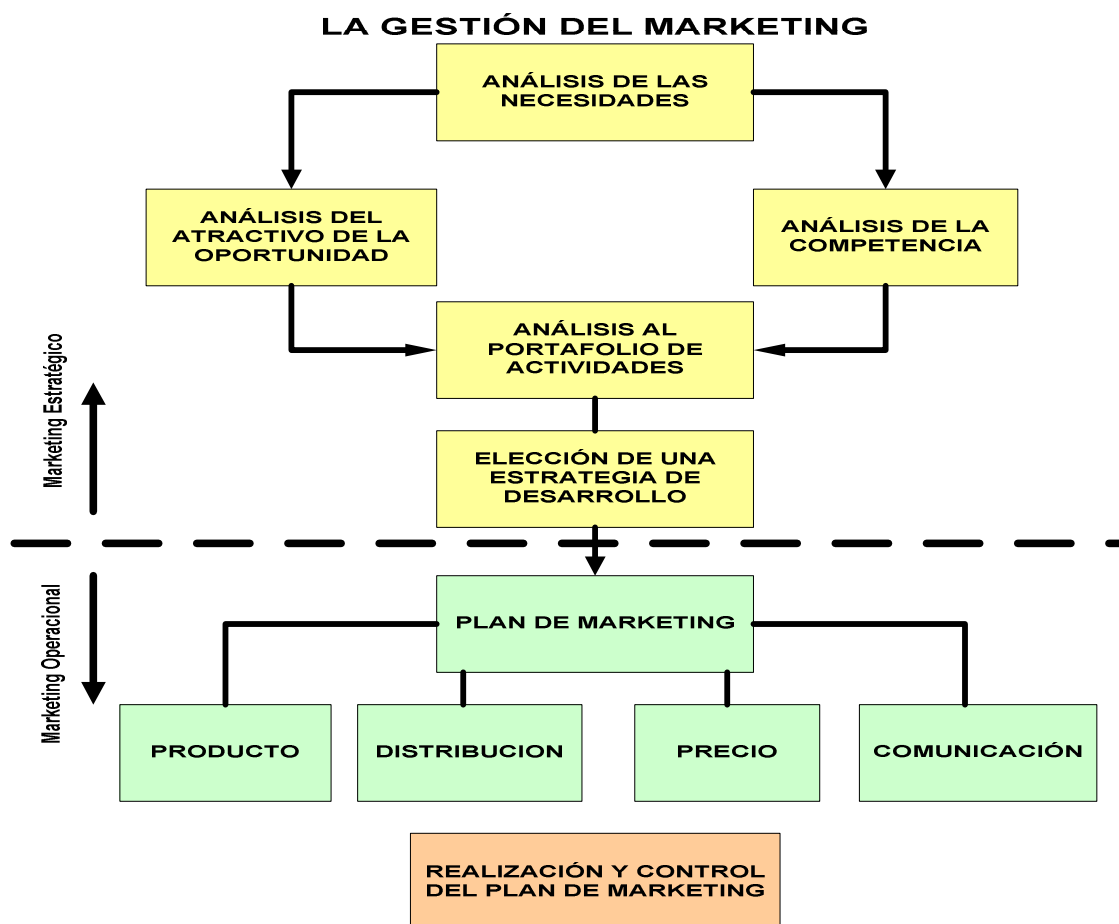 LA GESTIÓN DEL MARKETING
ANÁLISIS DE LAS
NECESIDADES
ANÁLISIS DEL
ATRACTIVO DE LA
OPORTUNIDAD
ANÁLISIS DE LA
COMPETENCIA
ANÁLISIS AL
PORTAFOLIO DE
ACTIVIDADES
Marketing Estratégico
ELECCIÓN DE UNA
ESTRATEGIA DE
DESARROLLO
Marketing Operacional
PLAN DE MARKETING
PRODUCTO
DISTRIBUCION
PRECIO
COMUNICACIÓN
REALIZACIÓN Y CONTROL
DEL PLAN DE MARKETING